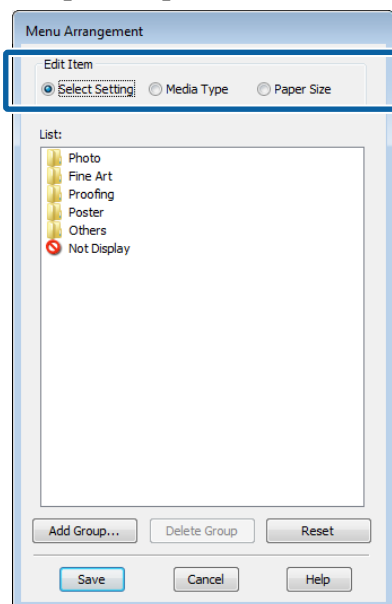 Menu Arrangement
Edit Item
Select Setting Media Type Paper Size
List:
Photo
Fine Art
Proofing
Poster
Others
Not Display
Add Group... Delete Group Reset
Save Cancel Help